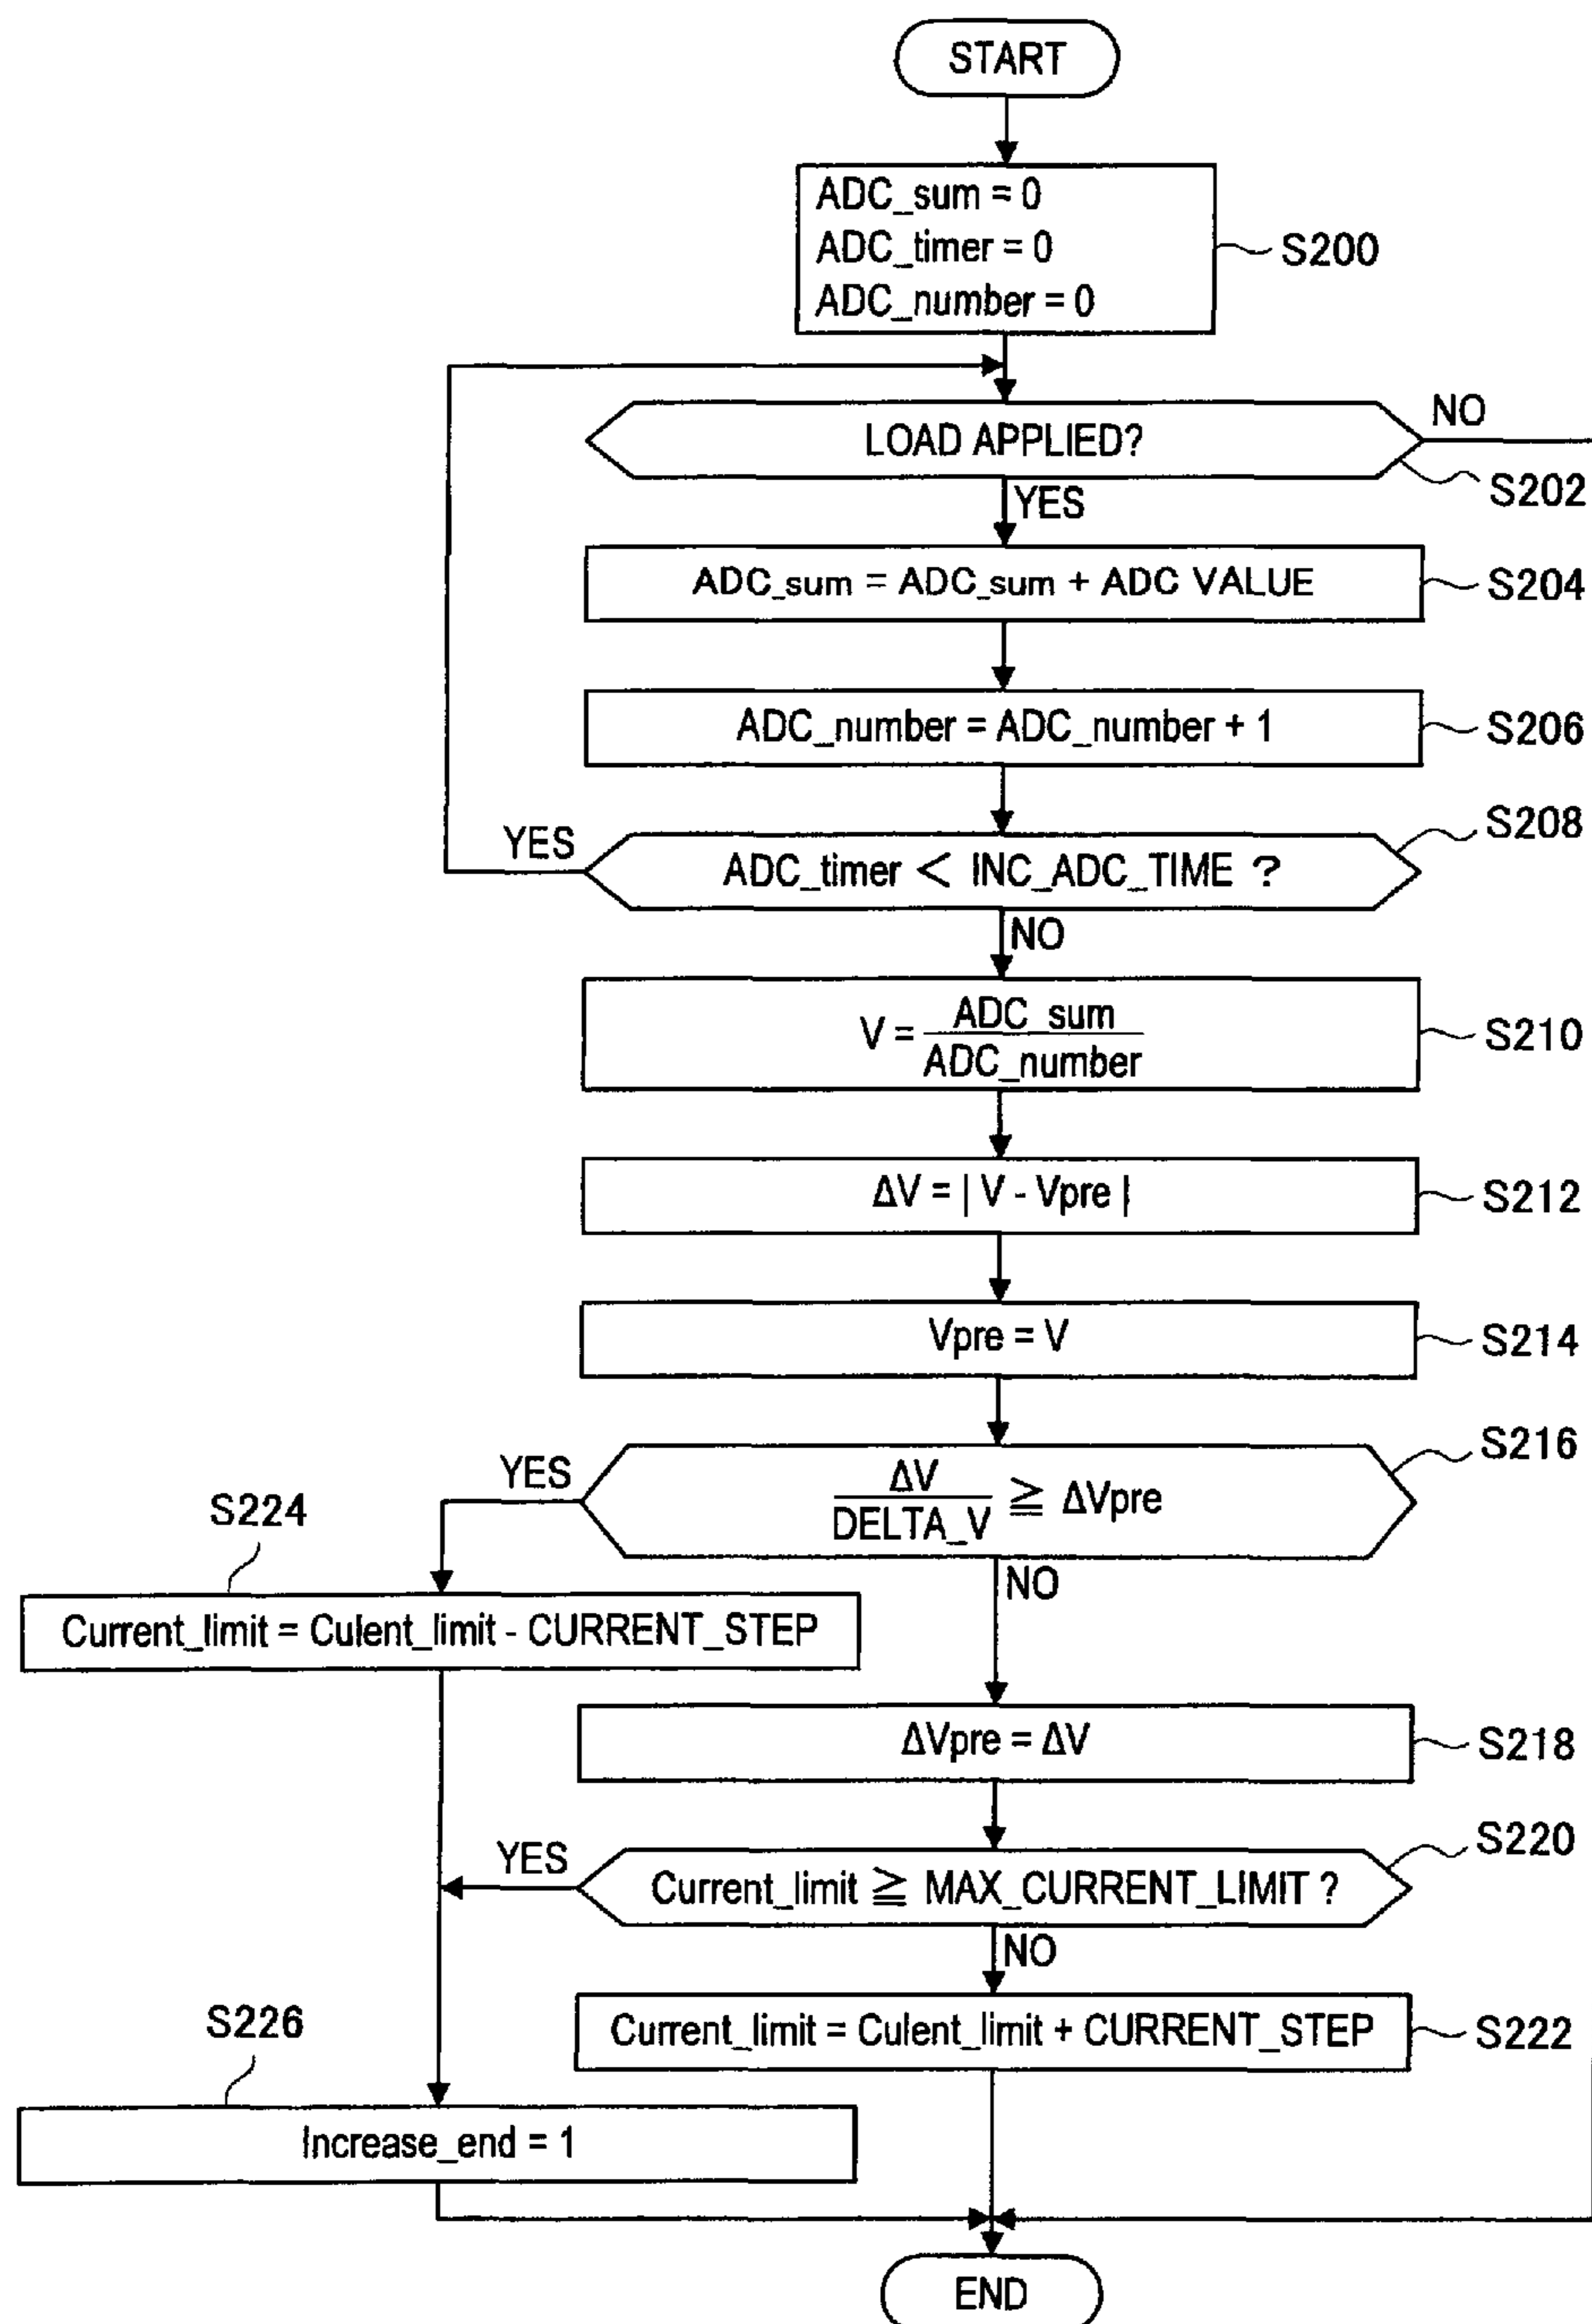 START
ADC_sum = 0
ADC_timer = 0
ADC_number = 0
S200
LOAD APPLIED?
NO
S202
YES
ADC_sum = ADC_sum + ADC VALUE
S204
ADC_number = ADC_number + 1
S206
YES
ADC_timer < INC_ADC_TIME ?
S208
NO
V = ADC_sum
ADC_number
S210
ΔV = | V - Vpre |
S212
Vpre = V
S214
YES
ΔV
DELTA_V ≧ ΔVpre
S216
S224
NO
Current_limit = Culent_limit - CURRENT_STEP
ΔVpre = ΔV
S218
YES
Current_limit ≧ MAX_CURRENT_LIMIT ?
S220
NO
Current_limit = Culent_limit + CURRENT_STEP
S222
S226
Increase_end = 1
END